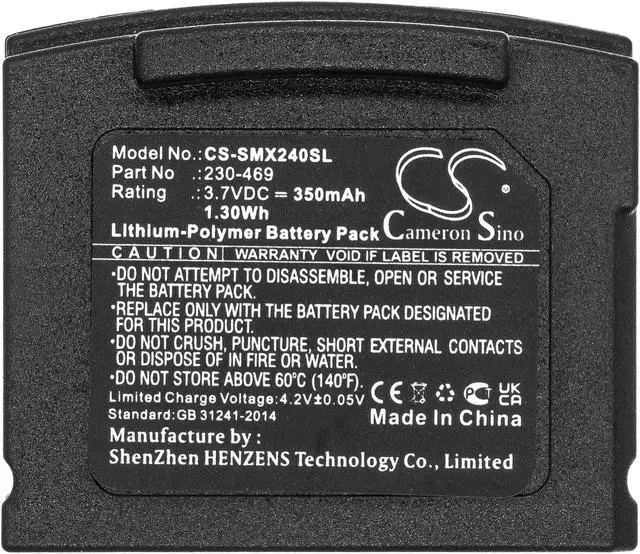 Model No.: CS-SMX240SL
Part No .: 230-469
Rating .: 3.7VDC = 350mAh
1.30Wh
Lithium-Polymer Battery Pack
CS
Cameron Sino
CAUTION WARRANTY VOID IF LABEL IS REMOVED
•DO NOT ATTEMPT TO DISASSEMBLE, OPEN OR SERVICE
THE BATTERY PACK.
•REPLACE ONLY WITH THE BATTERY PACK DESIGNATED
FOR THIS PRODUCT.
•DO NOT CRUSH, PUNCTURE, SHORT EXTERNAL CONTACTS
OR DISPOSE OF IN FIRE OR WATER.
•DO NOT STORE ABOVE 60°C (140°F).
Limited Charge Voltage:4.2V±0.05V
Standard:GB 31241-2014
CE PCT UK CA
Made In China
Manufacture by :
ShenZhen HENZENS Technology Co., Limited